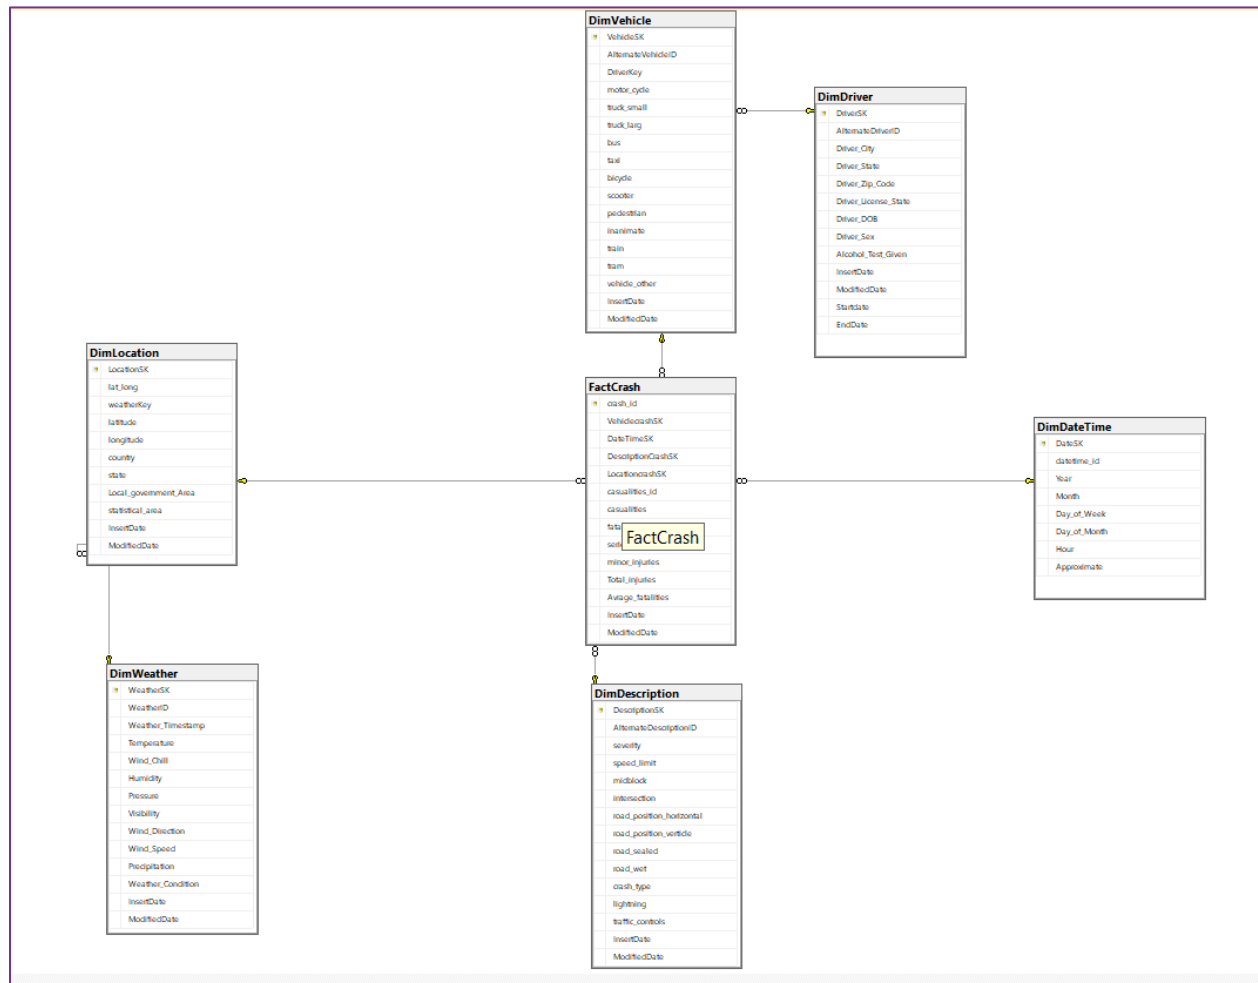 DimVehicle
VehicleSK
AlternateVehicleID
DriverKey
motor_cycle
truck_small
truck_larg
bus
taxi
bicycle
scooter
pedestrian
inanimate
train
tram
vehicle_other
InsertDate
ModifiedDate
DimDriver
DriverSK
AlternateDriverID
Driver_City
Driver_State
Driver_Zip_Code
Driver_License_State
Driver_DOB
Driver_Sex
Alcohol_Test_Given
InsertDate
ModifiedDate
Startdate
EndDate
DimLocation
LocationSK
lat_long
weatherKey
latitude
longitude
country
state
Local_government_Area
statistical_area
InsertDate
ModifiedDate
FactCrash
crash_id
VehiclecrashSK
DateTimeSK
DescriptionCrashSK
LocationcrashSK
casualities_id
casualities
FactCrash
minor_injuries
Total_injuries
Avrage_fatalities
InsertDate
ModifiedDate
DimDateTime
DateSK
datetime_id
Year
Month
Day_of_Week
Day_of_Month
Hour
Approximate
DimWeather
WeatherSK
WeatherID
Weather_Timestamp
Temperature
Wind_Chill
Humidity
Pressure
Visibility
Wind_Direction
Wind_Speed
Precipitation
Weather_Condition
InsertDate
ModifiedDate
DimDescription
DescriptionSK
AlternateDescriptionID
severity
speed_limit
midblock
intersection
road_position_horizontal
road_position_verticle
road_sealed
road_wet
crash_type
lightning
traffic_controls
InsertDate
ModifiedDate